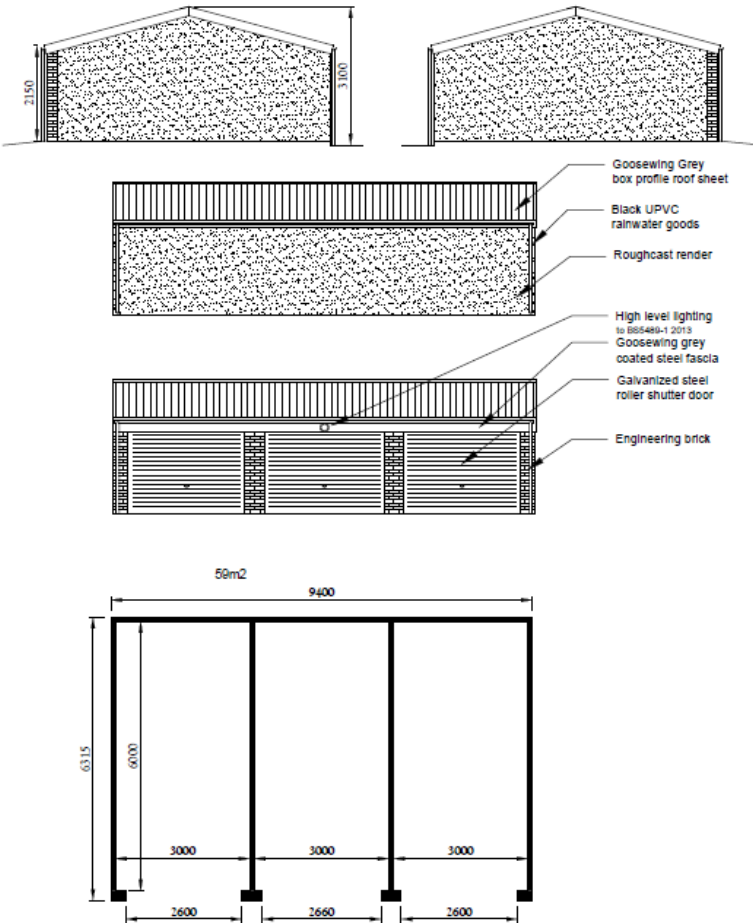 2150
3100
Goosewing Grey
box profile roof sheet
Black UPVC
rainwater goods
Roughcast render
High level lighting
to BS5489-1 2013
Goosewing grey
coated steel fascia
Galvanized steel
roller shutter door
Engineering brick
59m2
9400
6315
6000
3000
3000
3000
2600
2660
2600